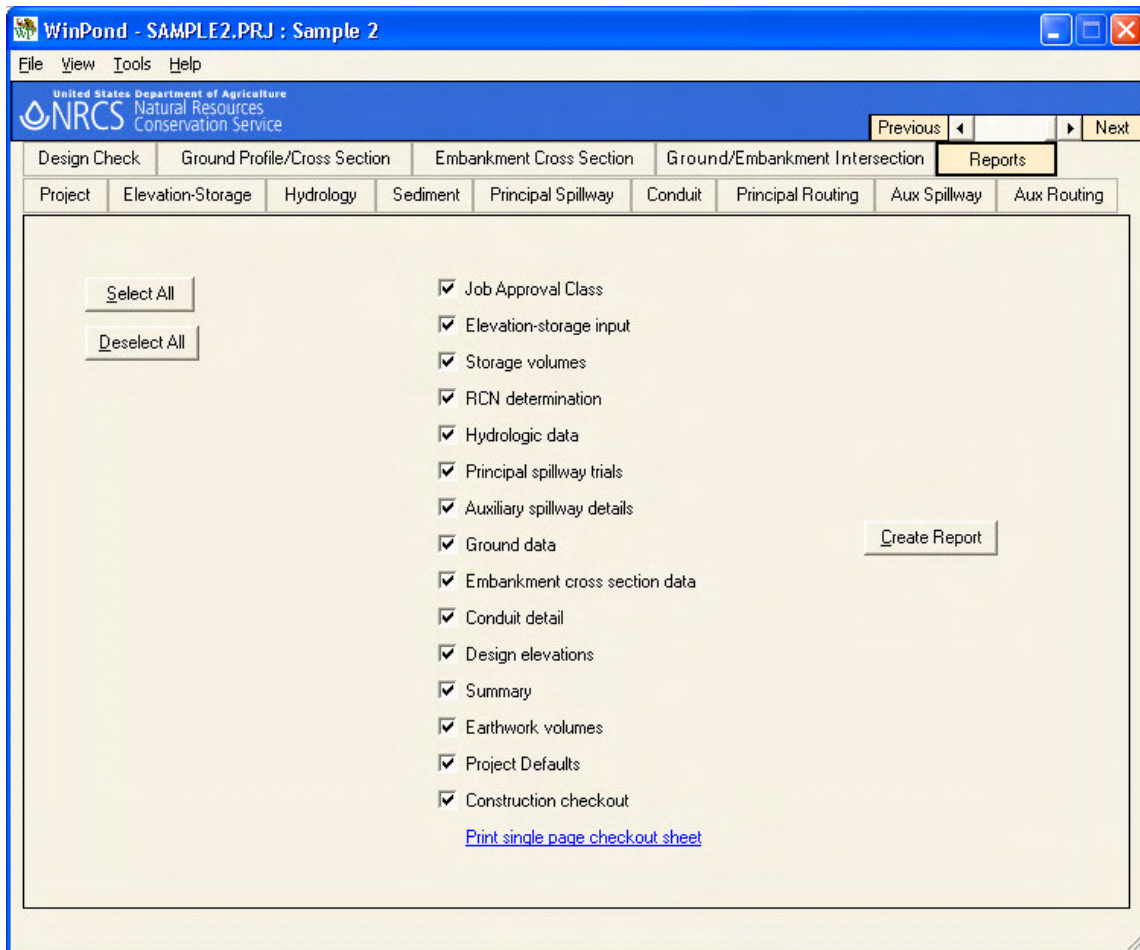 WinPond - SAMPLE2.PRJ : Sample 2
File View Tools Help
United States Department of Agriculture
NRCS Natural Resources
Conservation Service
Previous Next
Design Check Ground Profile/Cross Section Embankment Cross Section Ground/Embankment Intersection Reports
Project Elevation-Storage Hydrology Sediment Principal Spillway Conduit Principal Routing Aux Spillway Aux Routing
Select All
Deselect All
Job Approval Class
Elevation-storage input
Storage volumes
RCN determination
Hydrologic data
Principal spillway trials
Auxiliary spillway details
Ground data
Embankment cross section data
Conduit detail
Design elevations
Summary
Earthwork volumes
Project Defaults
Construction checkout
Print single page checkout sheet
Create Report